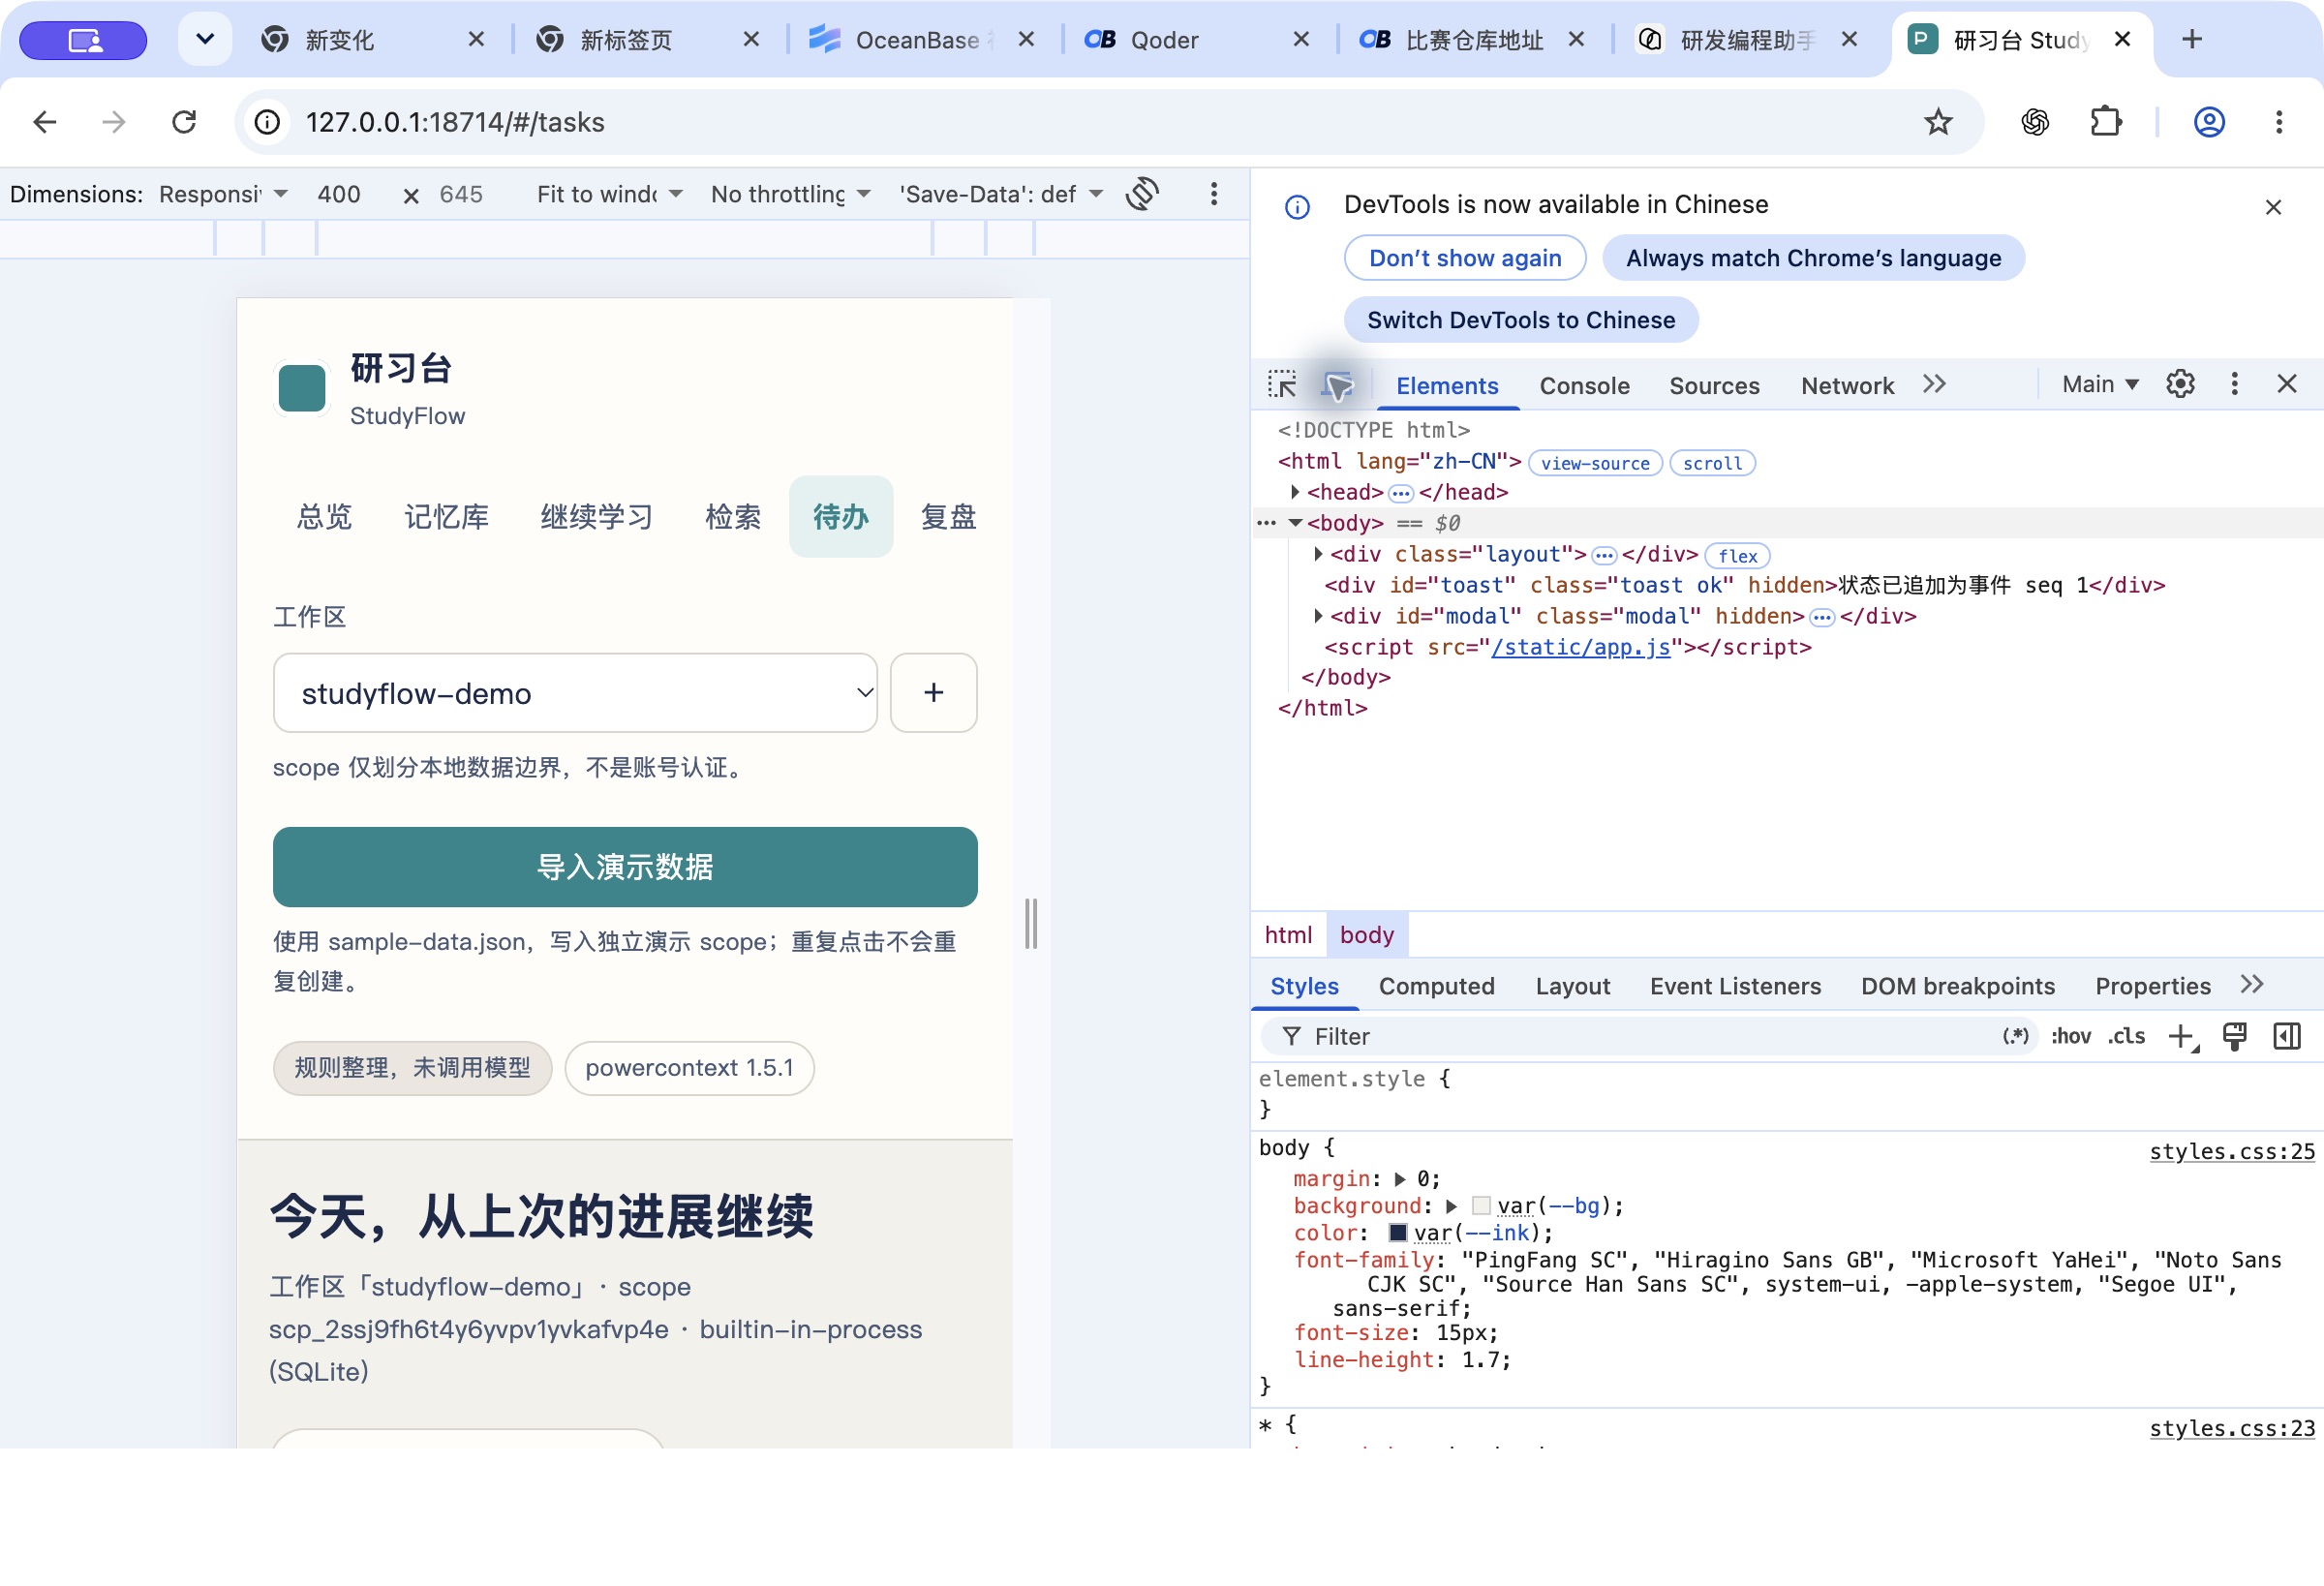 新变化
新标签页
OceanBase
Qoder
比赛仓库地址
研发编程助手
研习台 Study
127.0.0.1:18714/#/tasks
Dimensions: Responsiv 400 × 645 Fit to windo No throttling 'Save-Data': def
研习台
StudyFlow
总览 记忆库 继续学习 检索 待办 复盘
工作区
studyflow-demo
+
scope 仅划分本地数据边界，不是账号认证。
导入演示数据
使用 sample-data.json，写入独立演示 scope；重复点击不会重
复创建。
规则整理，未调用模型 powercontext 1.5.1
今天，从上次的进展继续
工作区「studyflow-demo」· scope
scp_2ssj9fh6t4y6yvpv1yvkafvp4e · builtin-in-process
(SQLite)
DevTools is now available in Chinese
Don’t show again Always match Chrome’s language
Switch DevTools to Chinese
Elements Console Sources Network Main
<!DOCTYPE html>
<html lang="zh-CN"> view-source scroll
<head>…</head>
<body> == $0
<div class="layout">…</div> flex
<div id="toast" class="toast ok" hidden>状态已追加为事件 seq 1</div>
<div id="modal" class="modal" hidden>…</div>
<script src="/static/app.js"></script>
</body>
</html>
html body
Styles Computed Layout Event Listeners DOM breakpoints Properties
Filter (.*) :hov .cls
element.style {
}
body { styles.css:25
margin: 0;
background: var(--bg);
color: var(--ink);
font-family: "PingFang SC", "Hiragino Sans GB", "Microsoft YaHei", "Noto Sans
CJK SC", "Source Han Sans SC", system-ui, -apple-system, "Segoe UI",
sans-serif;
font-size: 15px;
line-height: 1.7;
}
* { styles.css:23